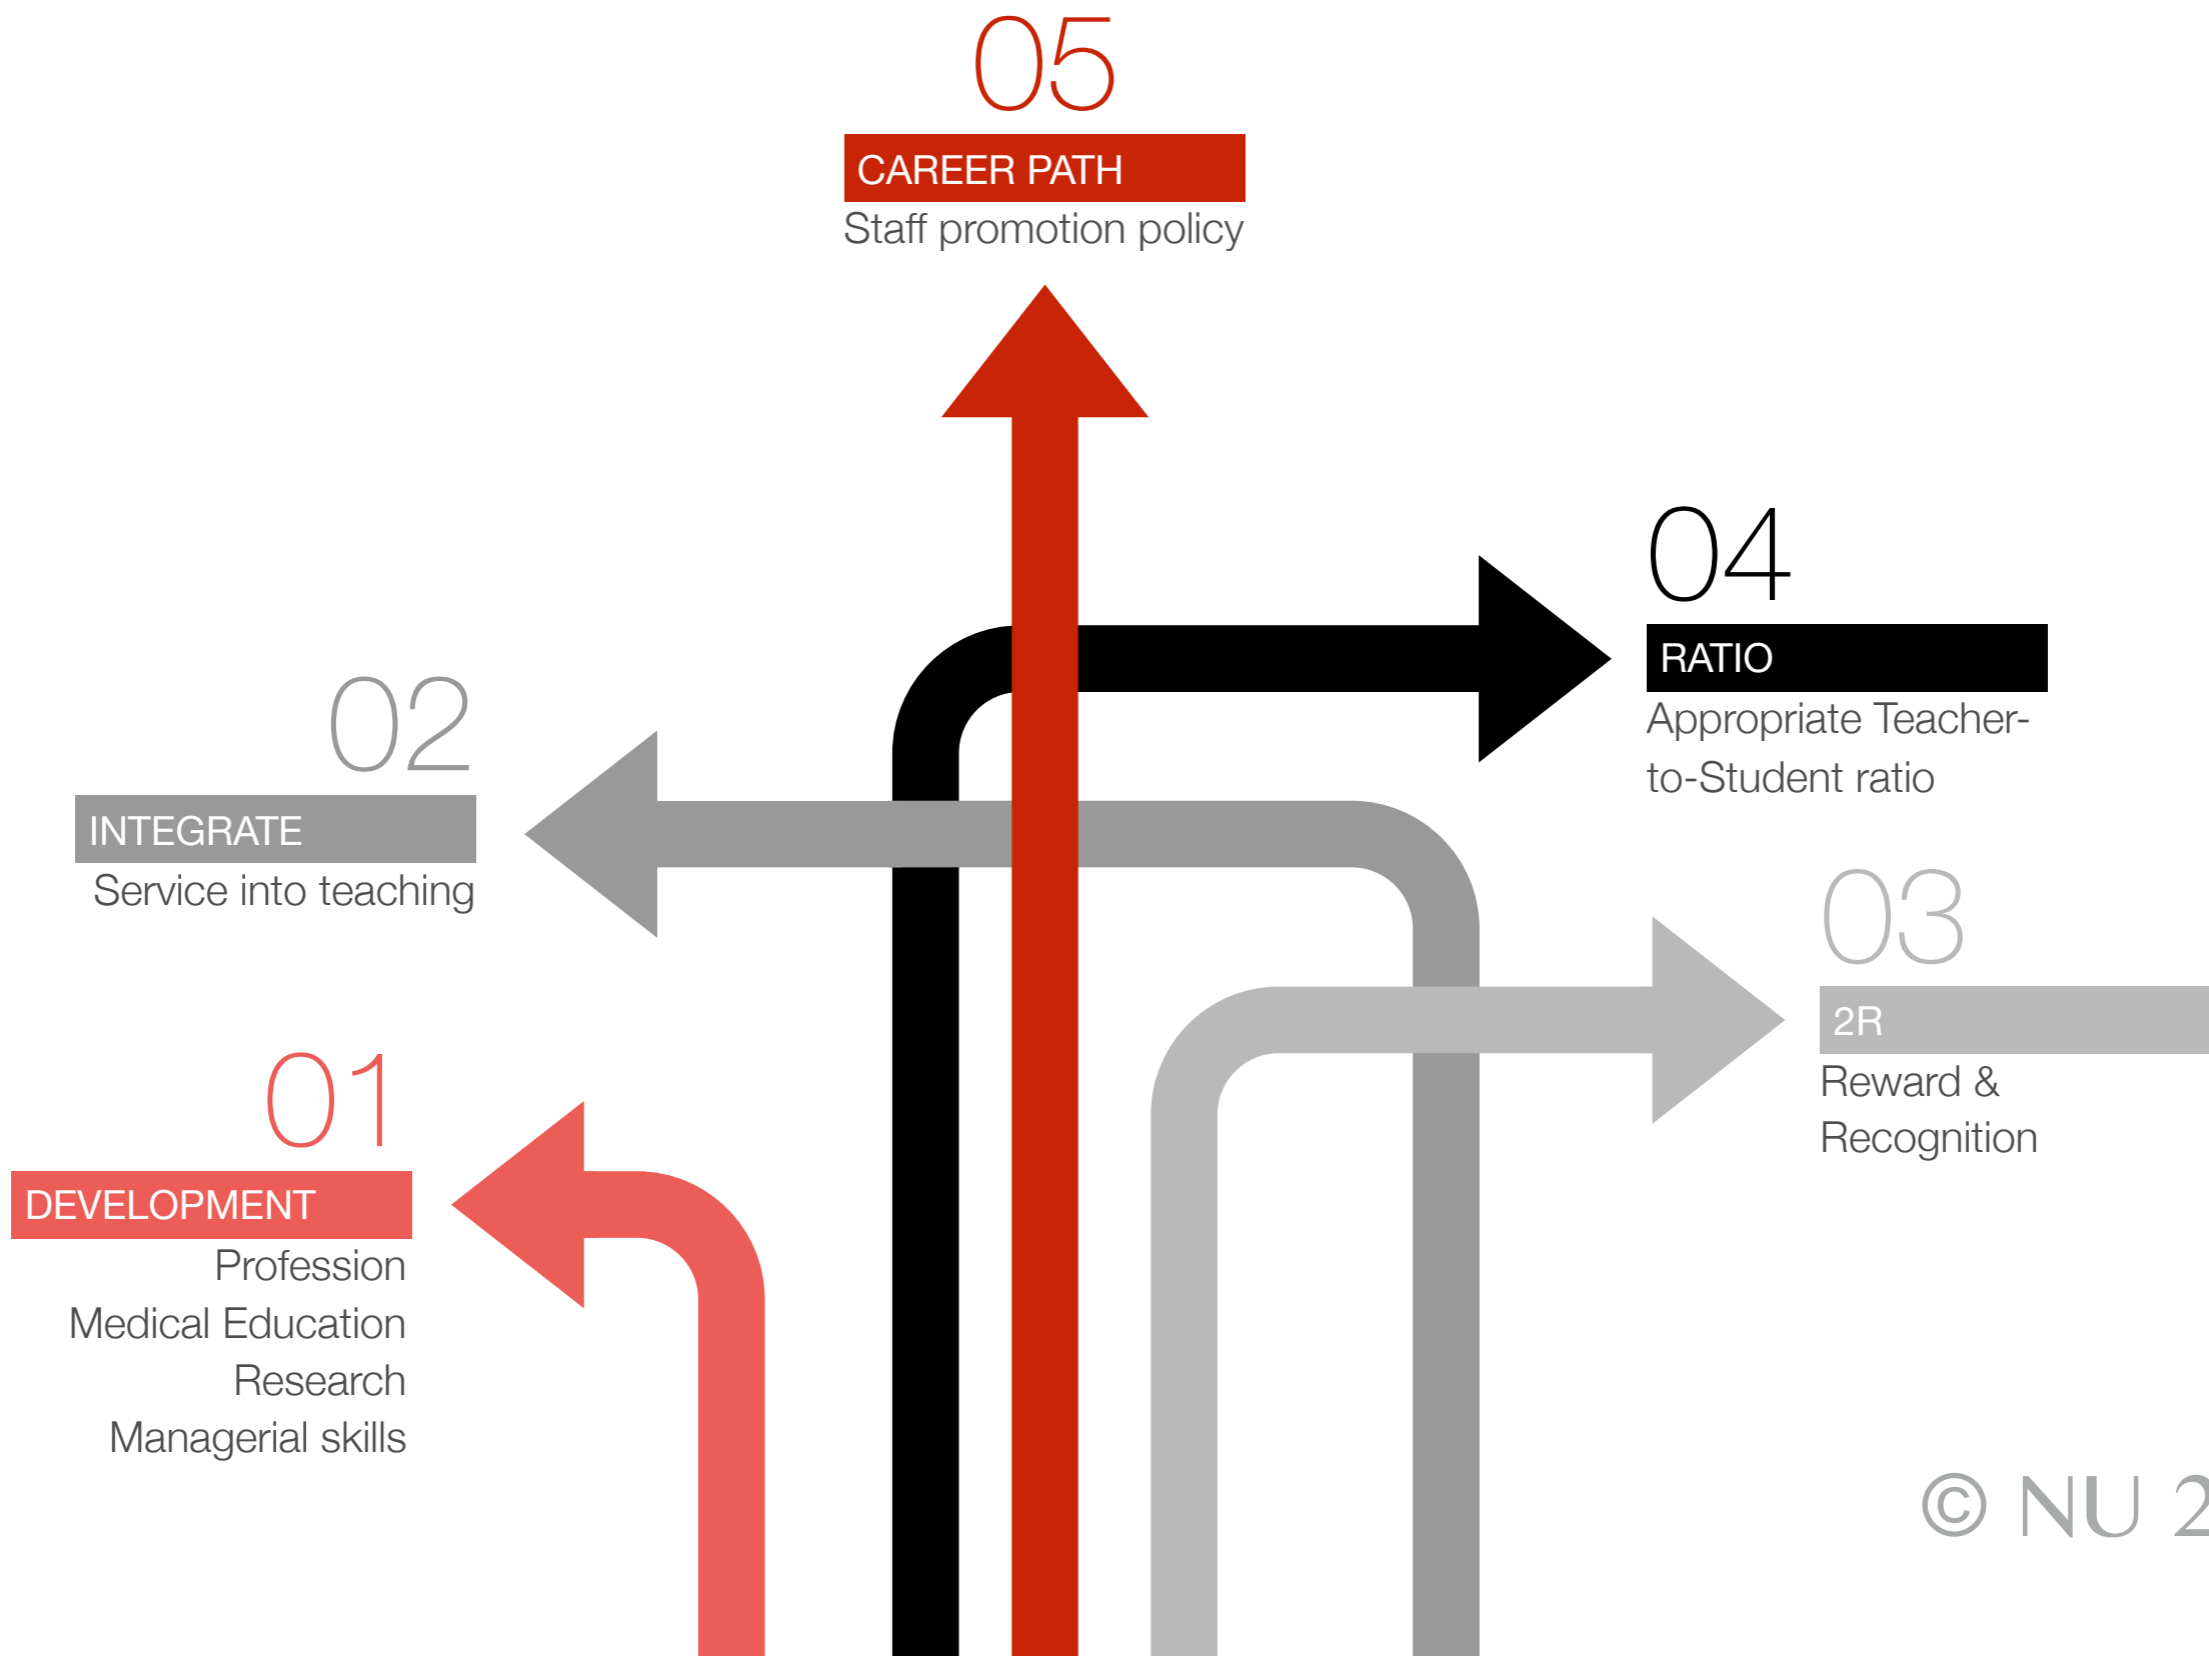 05
CAREER PATH
Staff promotion policy
04
RATIO
Appropriate Teacher-
to-Student ratio
02
INTEGRATE
Service into teaching
03
2R
Reward &
Recognition
01
DEVELOPMENT
Profession
Medical Education
Research
Managerial skills
© NU 2